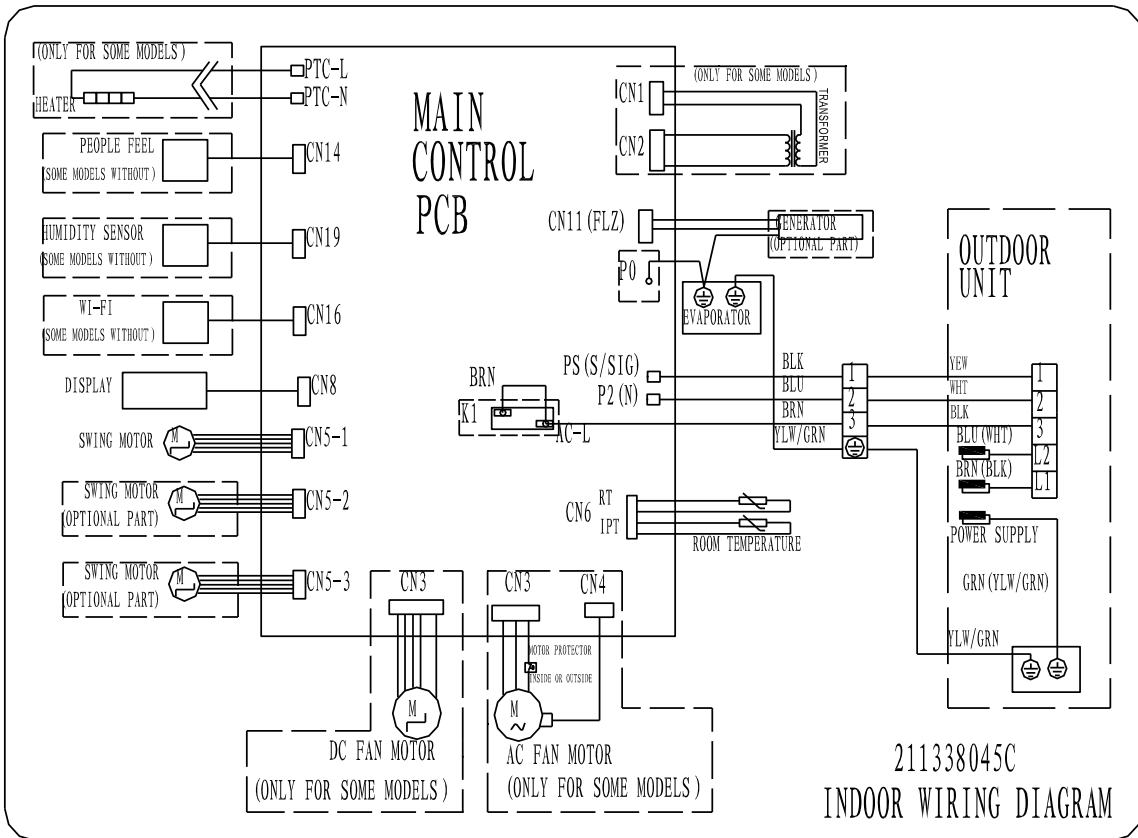 (ONLY FOR SOME MODELS)
HEATER
PTC-L
PTC-N
PEOPLE FEEL
(SOME MODELS WITHOUT)
CN14
HUMIDITY SENSOR
(SOME MODELS WITHOUT)
CN19
WI-FI
(SOME MODELS WITHOUT)
CN16
DISPLAY
CN8
SWING MOTOR
M
CN5-1
SWING MOTOR
(OPTIONAL PART)
M
CN5-2
SWING MOTOR
(OPTIONAL PART)
M
CN5-3
MAIN
CONTROL
PCB
(ONLY FOR SOME MODELS)
CN1
CN2
TRANSFORMER
CN11(FLZ)
GENERATOR
(OPTIONAL PART)
P0
EVAPORATOR
PS(S/SIG)
P2(N)
BRN
K1
AC-L
BLK
BLU
BRN
YLW/GRN
1
2
3
OUTDOOR
UNIT
YEW
WHT
BLK
1
2
3
L2
L1
BLU(WHT)
BRN(BLK)
POWER SUPPLY
GRN(YLW/GRN)
YLW/GRN
CN6
RT
IPT
ROOM TEMPERATURE
CN3
M
DC FAN MOTOR
(ONLY FOR SOME MODELS)
CN3
CN4
MOTOR PROTECTOR
INSIDE OR OUTSIDE
M
AC FAN MOTOR
(ONLY FOR SOME MODELS)
211338045C
INDOOR WIRING DIAGRAM